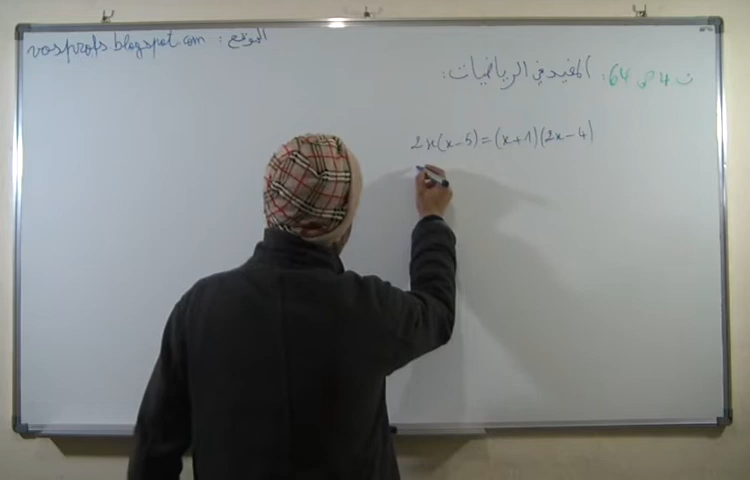 vosprofs.blogspot.com : الموقع
ت 4 ص 64 : المفيد في الرياضيات :
2x(x-5)=(x+1)(2x-4)